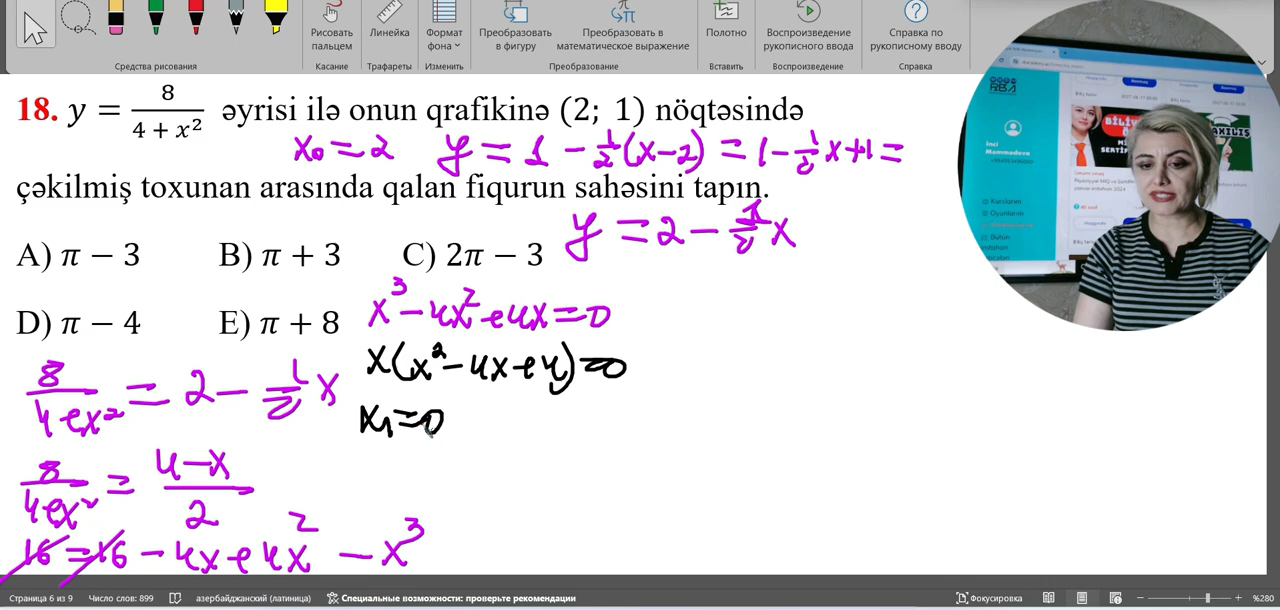 Рисовать пальцем
Линейка
Формат фона
Преобразовать в фигуру
Преобразовать в математическое выражение
Полотно
Воспроизведение рукописного ввода
Справка по рукописному вводу
Средства рисования
Касание
Трафареты
Изменить
Преобразование
Вставить
Воспроизведение
Справка
18. y = 8/(4 + x²) əyrisi ilə onun qrafikinə (2; 1) nöqtəsində
x₀ = 2 y = 1 − 1/2(x−2) = 1 − 1/2x + 1 =
çəkilmiş toxunan arasında qalan fiqurun sahəsini tapın.
y = 2 − 1/2x
A) π − 3 B) π + 3 C) 2π − 3
D) π − 4 E) π + 8
x³ − 4x² + 4x = 0
x(x² − 4x + 4) = 0
x₁ = 0
8/(4+x²) = 2 − 1/2x
8/(4+x²) = (4−x)/2
16 = 16 − 4x + 4x² − x³
RBA
İnci Məmmədova
Kurslarım
Страница 6 из 9
Число слов: 899
азербайджанский (латиница)
Специальные возможности: проверьте рекомендации
Фокусировка
%280